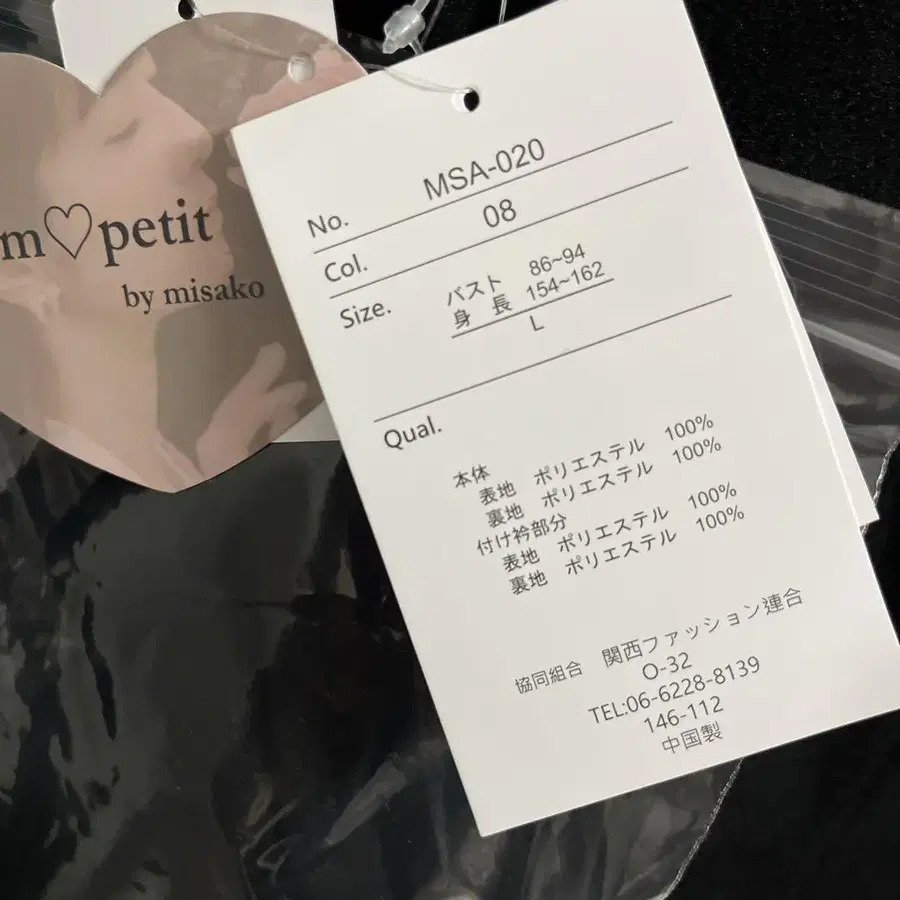 m♡petit
by misako
No. MSA-020
Col. 08
Size. バスト 86~94
身 長 154~162
L
Qual.
本体
表地 ポリエステル 100%
裏地 ポリエステル 100%
付け衿部分
表地 ポリエステル 100%
裏地 ポリエステル 100%
協同組合 関西ファッション連合
O-32
TEL:06-6228-8139
146-112
中国製